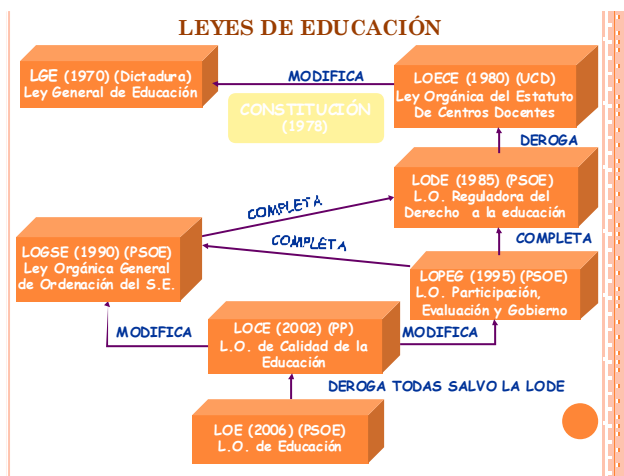 LEYES DE EDUCACIÓN
LGE (1970) (Dictadura)
Ley General de Educación
MODIFICA
LOECE (1980) (UCD)
Ley Orgánica del Estatuto
De Centros Docentes
CONSTITUCIÓN
(1978)
DEROGA
LODE (1985) (PSOE)
L.O. Reguladora del
Derecho a la educación
COMPLETA
COMPLETA
COMPLETA
LOGSE (1990) (PSOE)
Ley Orgánica General
de Ordenación del S.E.
LOPEG (1995) (PSOE)
L.O. Participación,
Evaluación y Gobierno
MODIFICA
LOCE (2002) (PP)
L.O. de Calidad de la
Educación
MODIFICA
DEROGA TODAS SALVO LA LODE
LOE (2006) (PSOE)
L.O. de Educación